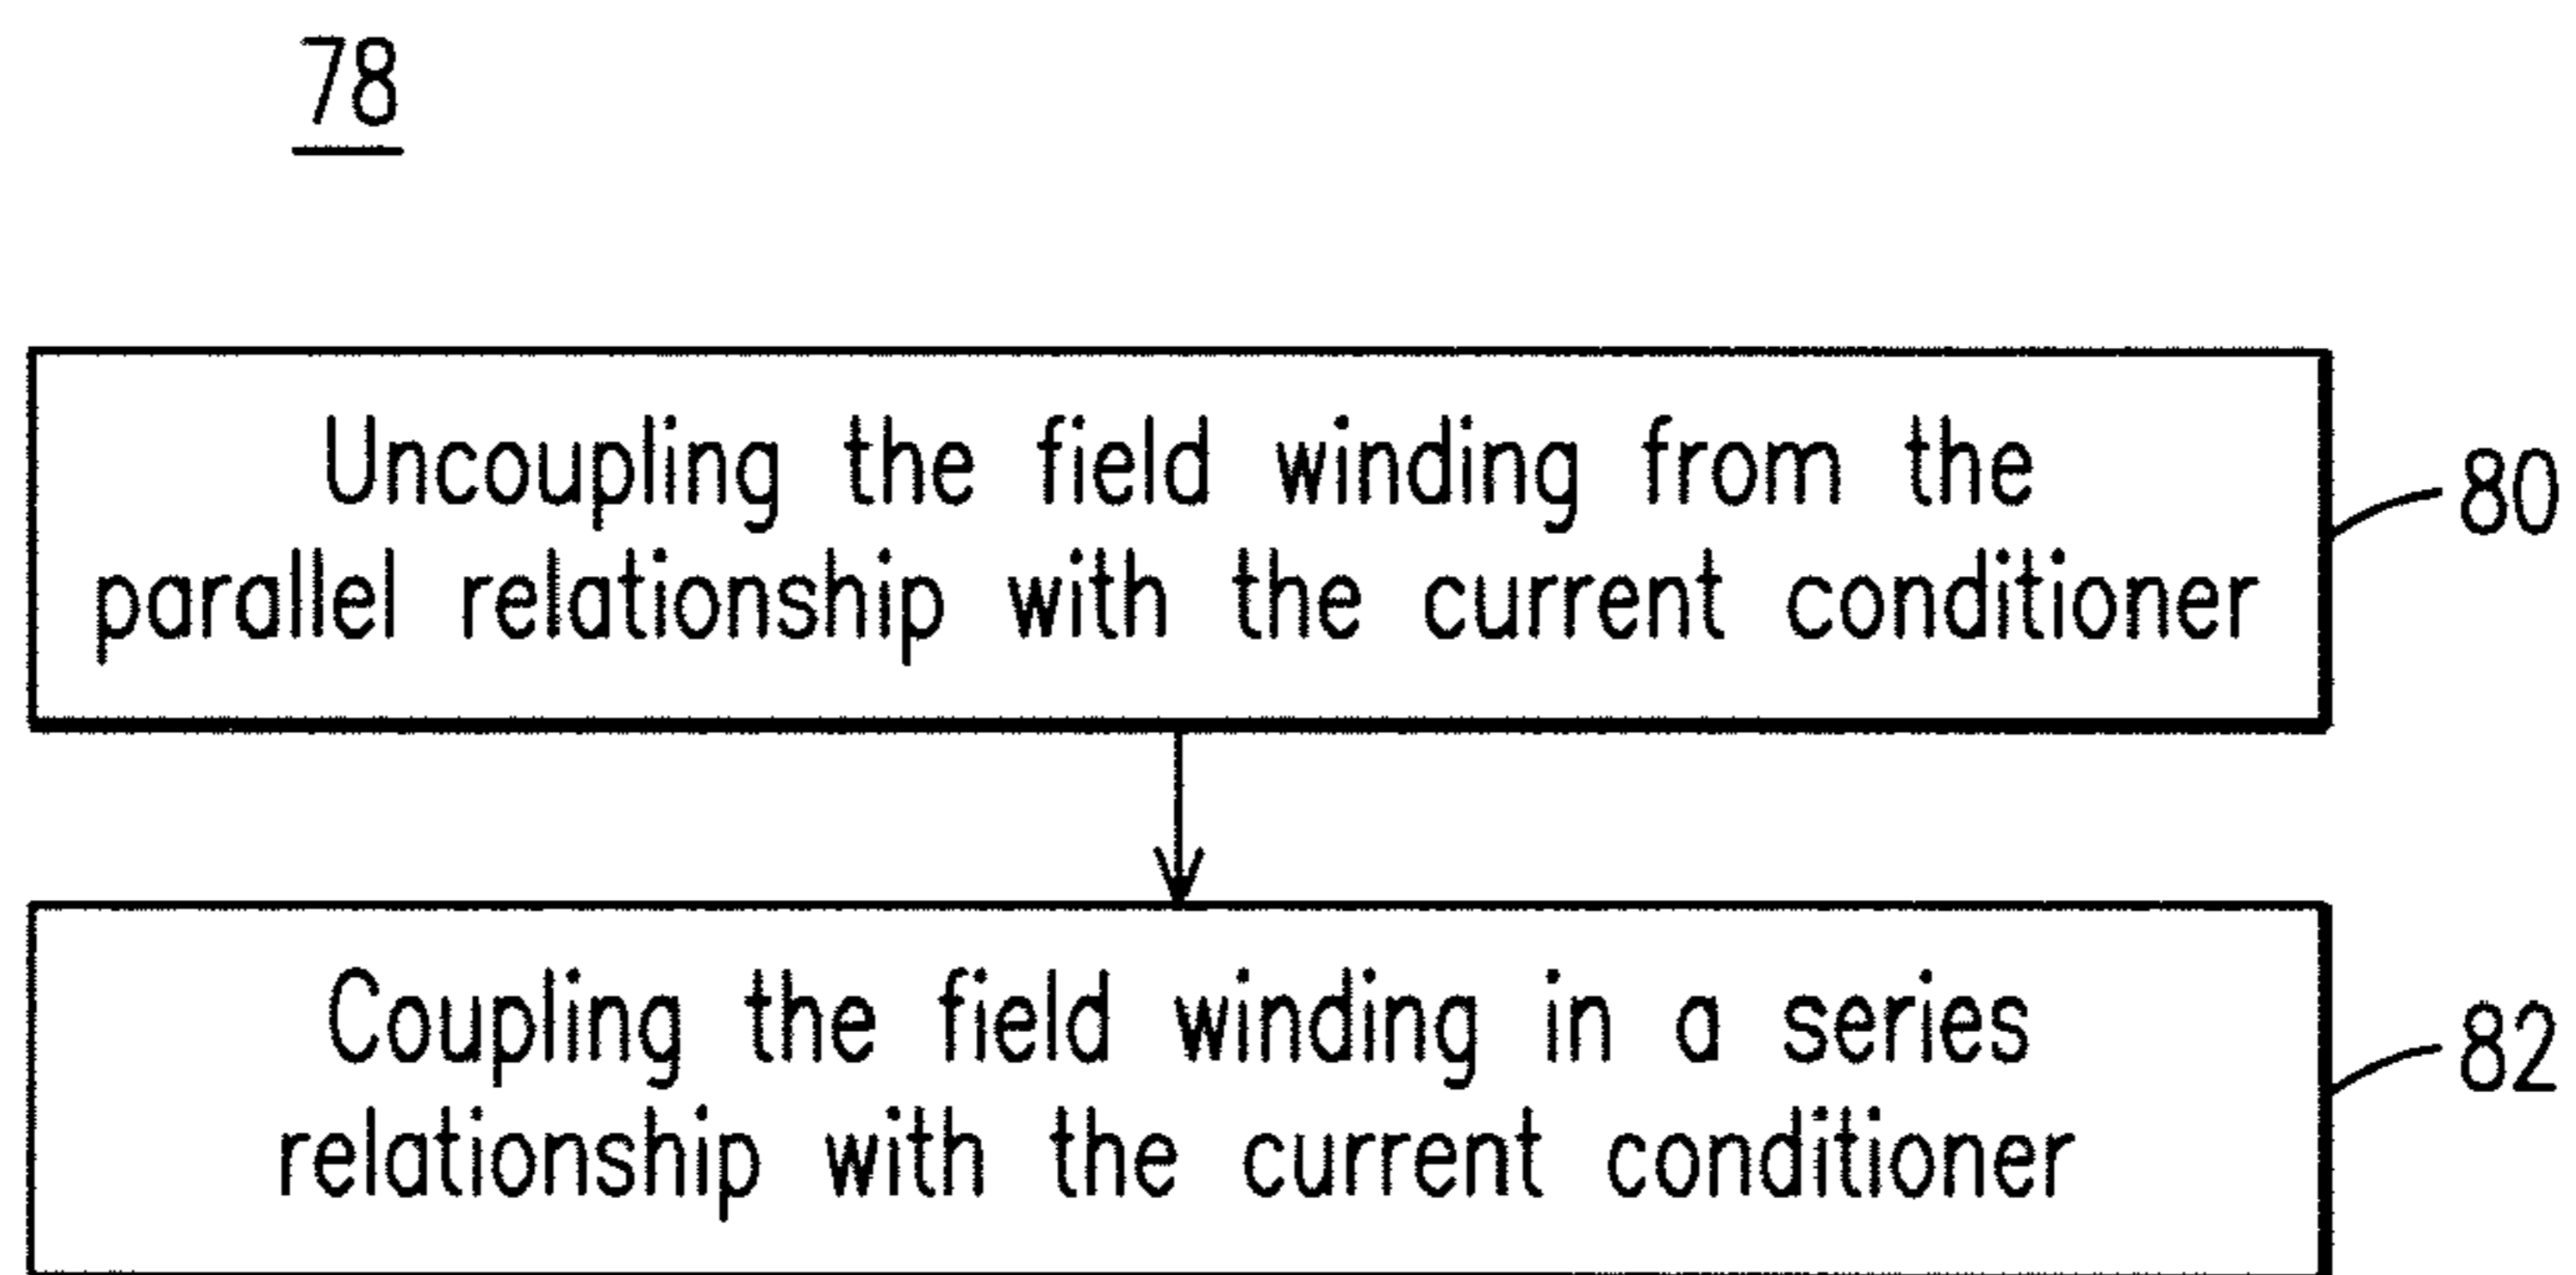 78
Uncoupling the field winding from the
parallel relationship with the current conditioner
80
Coupling the field winding in a series
relationship with the current conditioner
82